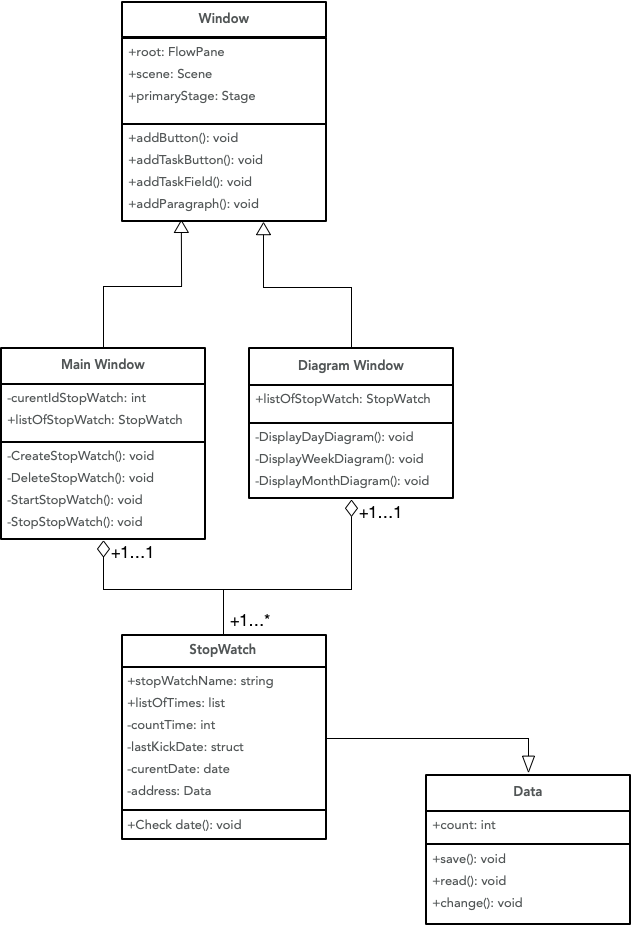 Window
+root: FlowPane
+scene: Scene
+primaryStage: Stage
+addButton(): void
+addTaskButton(): void
+addTaskField(): void
+addParagraph(): void
Main Window
-curentIdStopWatch: int
+listOfStopWatch: StopWatch
-CreateStopWatch(): void
-DeleteStopWatch(): void
-StartStopWatch(): void
-StopStopWatch(): void
+1...1
Diagram Window
+listOfStopWatch: StopWatch
-DisplayDayDiagram(): void
-DisplayWeekDiagram(): void
-DisplayMonthDiagram(): void
+1...1
+1...*
StopWatch
+stopWatchName: string
+listOfTimes: list
-countTime: int
-lastKickDate: struct
-curentDate: date
-address: Data
+Check date(): void
Data
+count: int
+save(): void
+read(): void
+change(): void